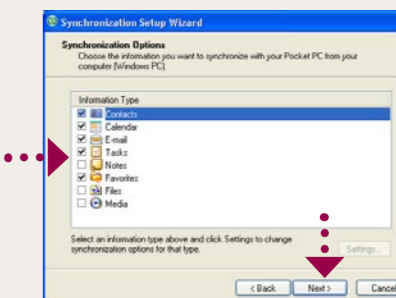 Synchronization Setup Wizard
Synchronization Options
Choose the information you want to synchronize with your Pocket PC from your
computer (Windows PC)
Information Type
Contacts
Calendar
E-mail
Tasks
Notes
Favorites
Files
Media
Select an information type above and click Settings to change
synchronization options for that type.
Settings...
< Back
Next >
Cancel